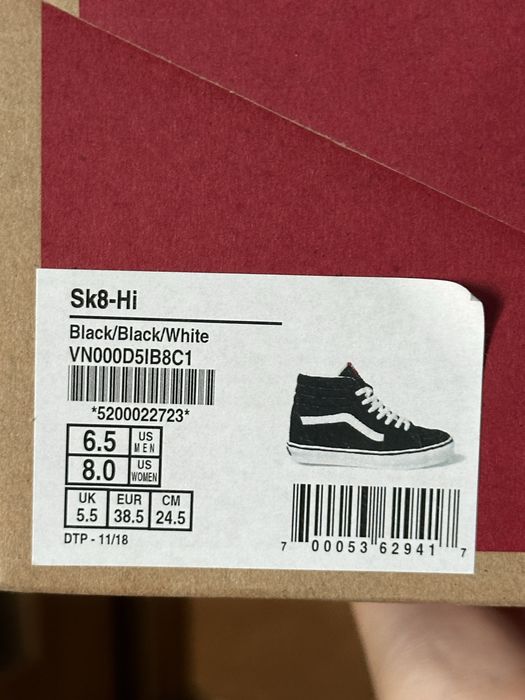 Sk8-Hi
Black/Black/White
VN000D5IB8C1
*5200022723*
6.5 US MEN
8.0 US WOMEN
UK EUR CM
5.5 38.5 24.5
DTP - 11/18
7 00053 62941 7